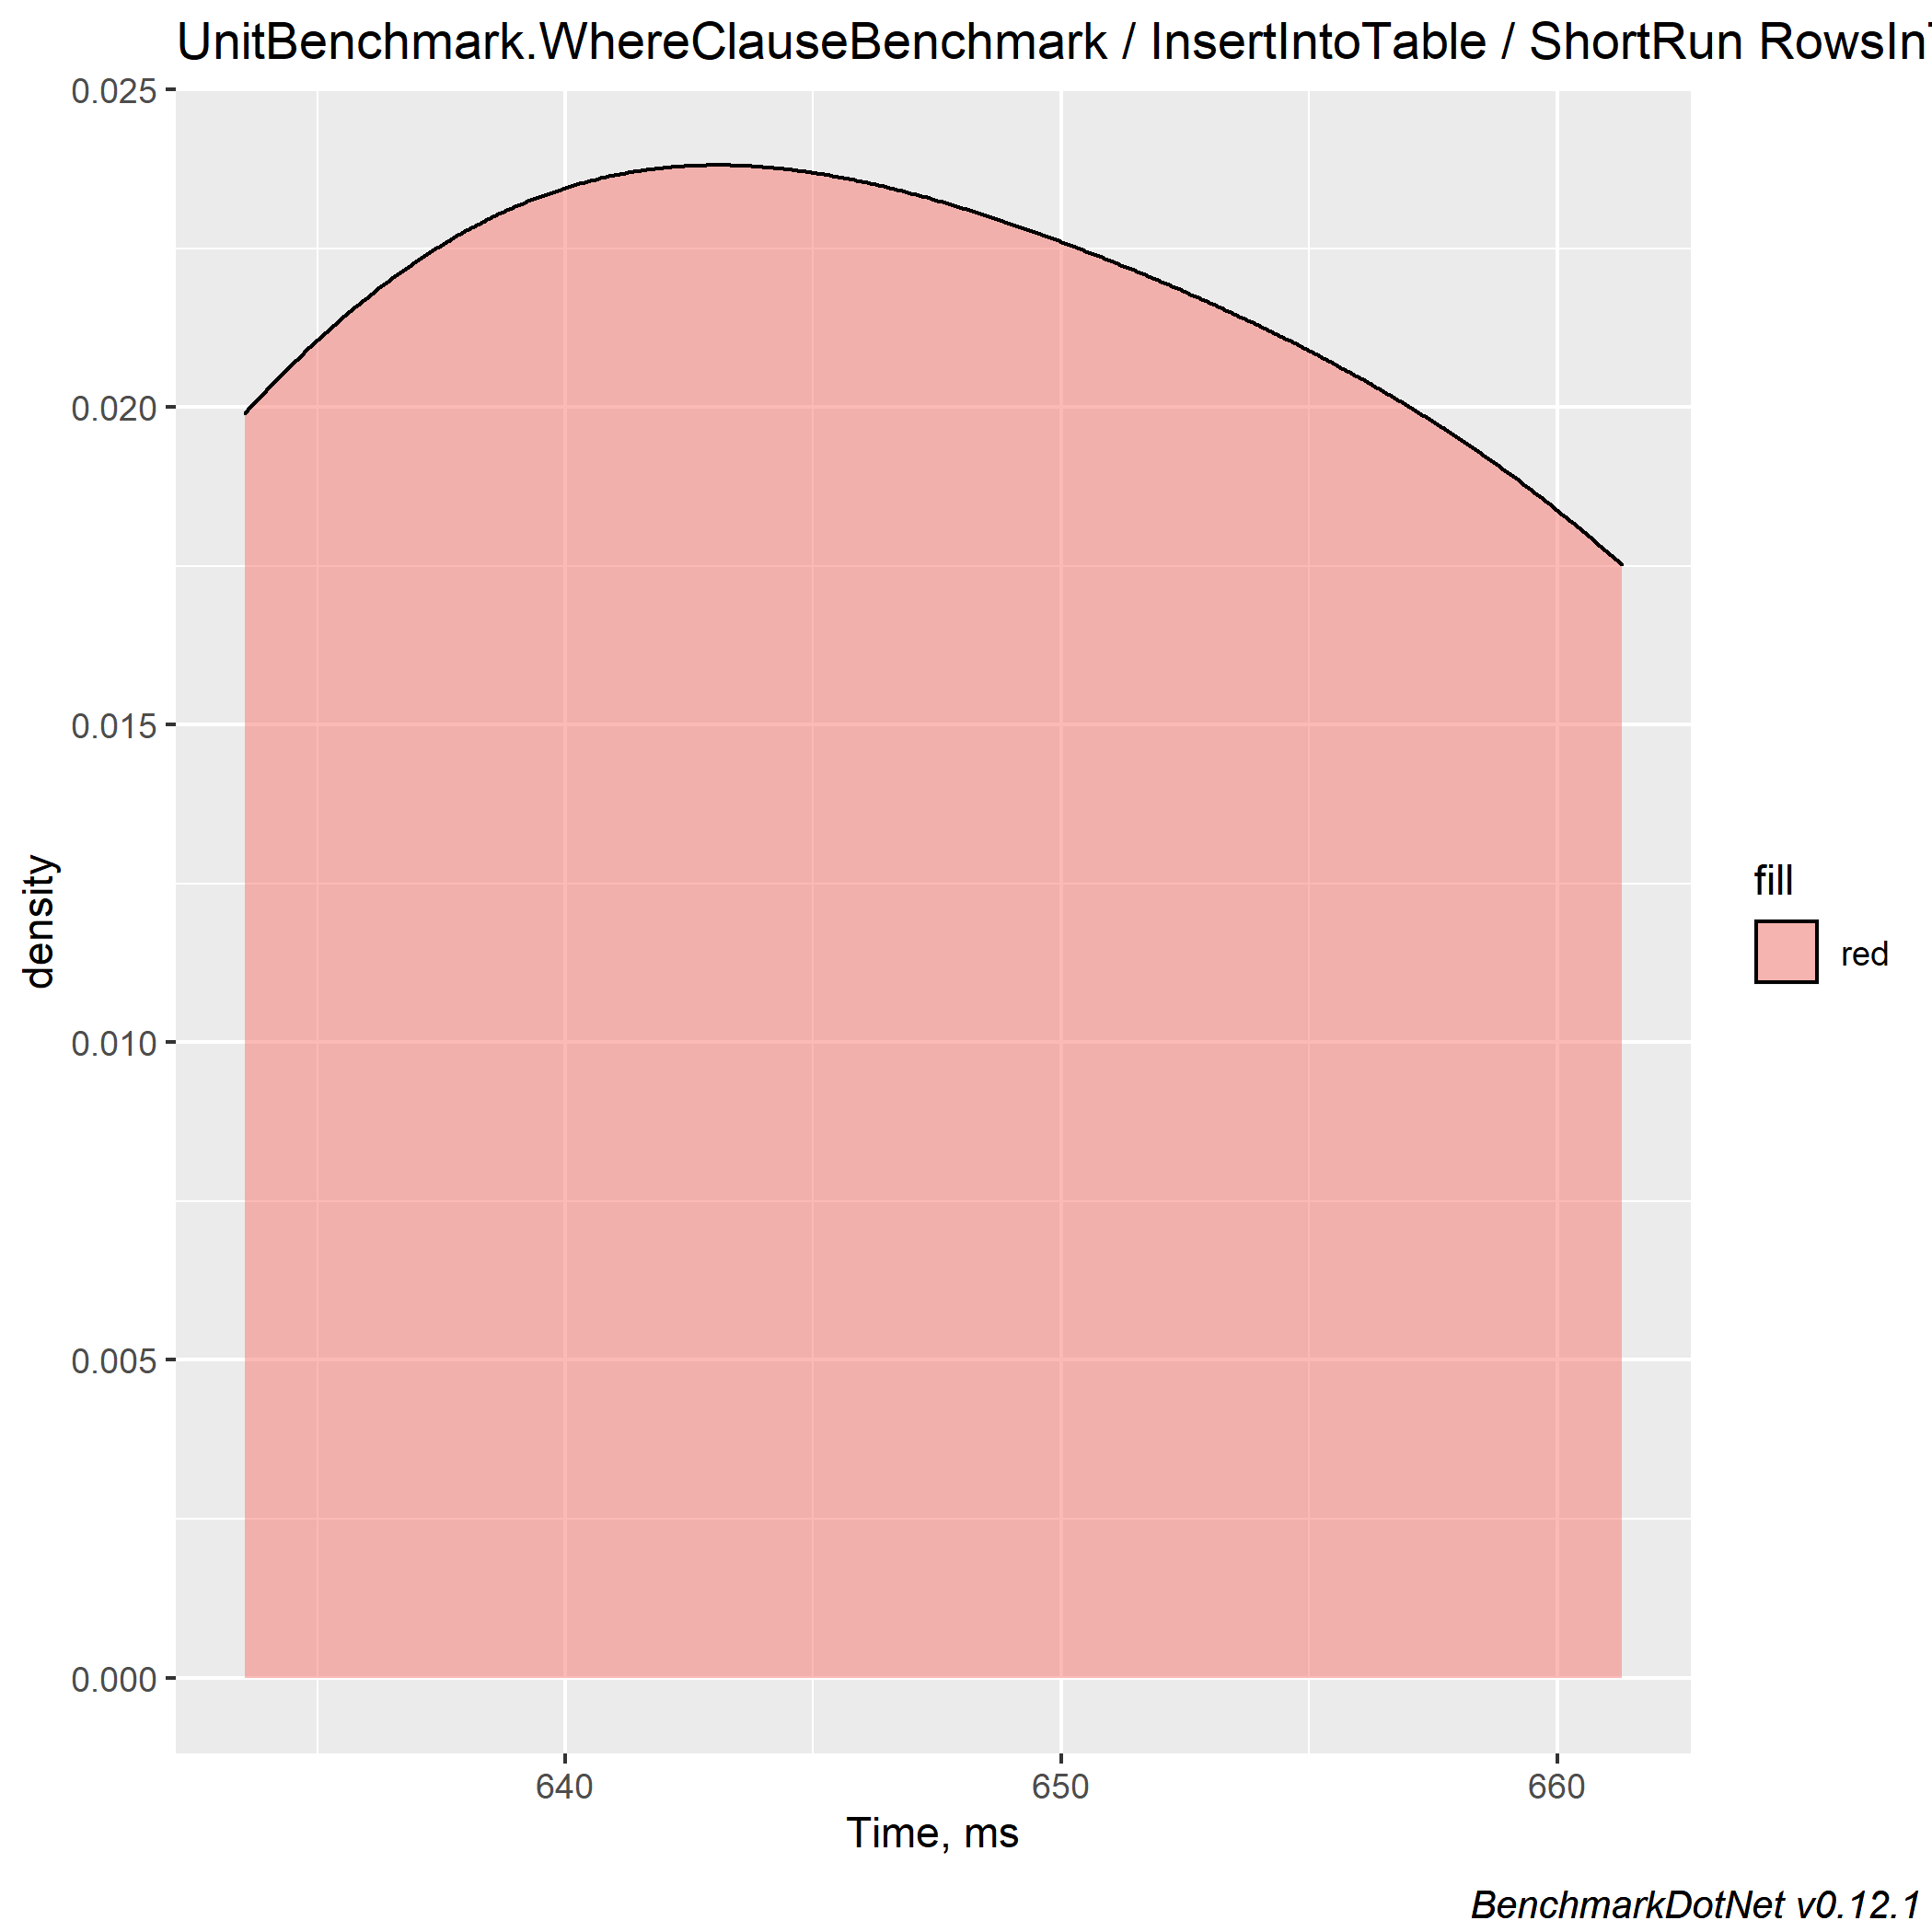 UnitBenchmark.WhereClauseBenchmark / InsertIntoTable / ShortRun RowsInT
0.025
0.020
0.015
0.010
0.005
0.000
density
640 650 660
Time, ms
fill
red
BenchmarkDotNet v0.12.1